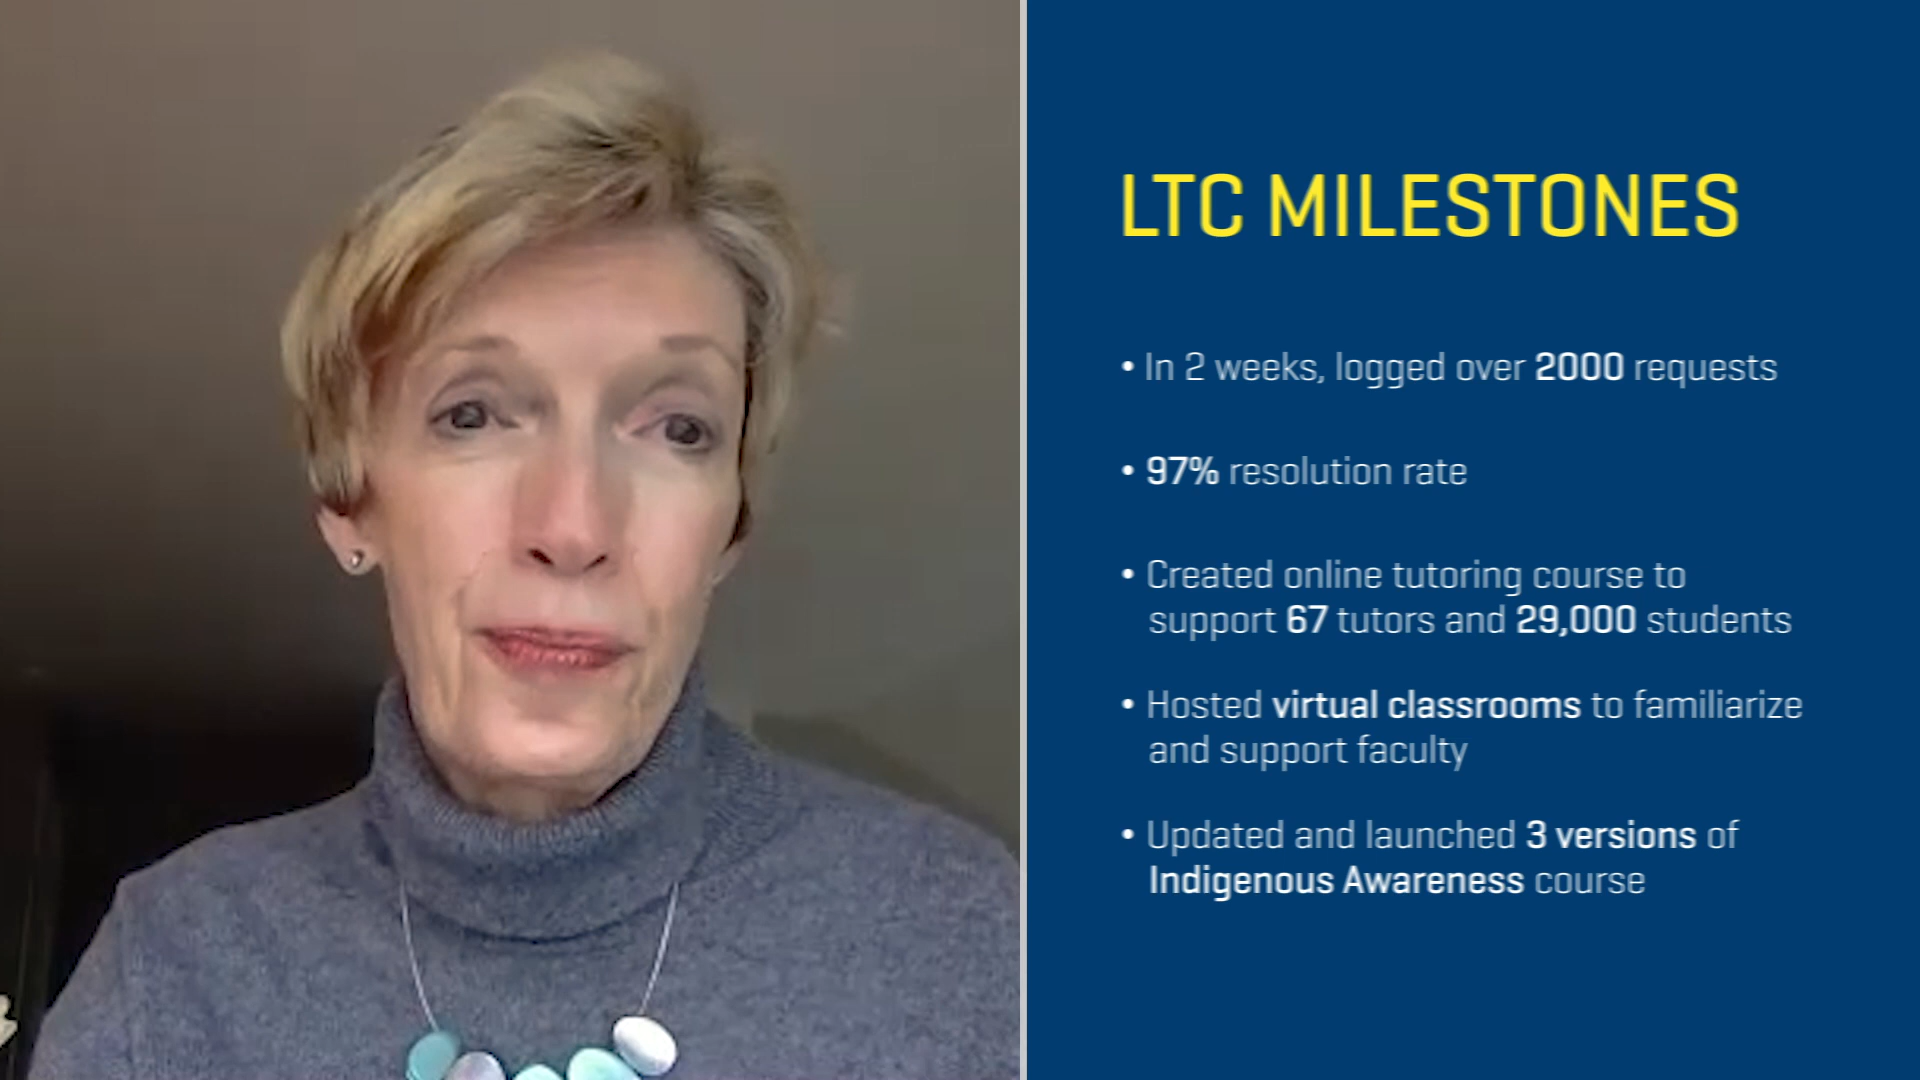 LTC MILESTONES
• In 2 weeks, logged over 2000 requests
• 97% resolution rate
• Created online tutoring course to
support 67 tutors and 29,000 students
• Hosted virtual classrooms to familiarize
and support faculty
• Updated and launched 3 versions of
Indigenous Awareness course